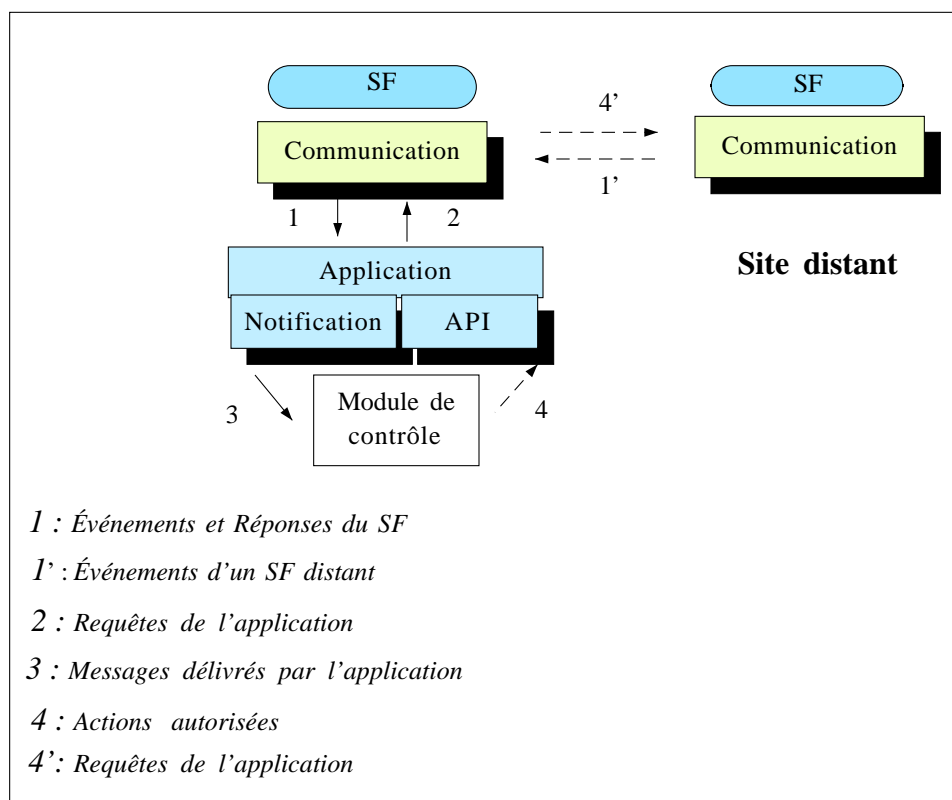 SF
SF
4’
Communication
Communication
1’
1
2
Site distant
Application
Notification
API
3
Module de
contrôle
4
1 : Événements et Réponses du SF
1’ : Événements d’un SF distant
2 : Requêtes de l’application
3 : Messages délivrés par l’application
4 : Actions autorisées
4’: Requêtes de l’application